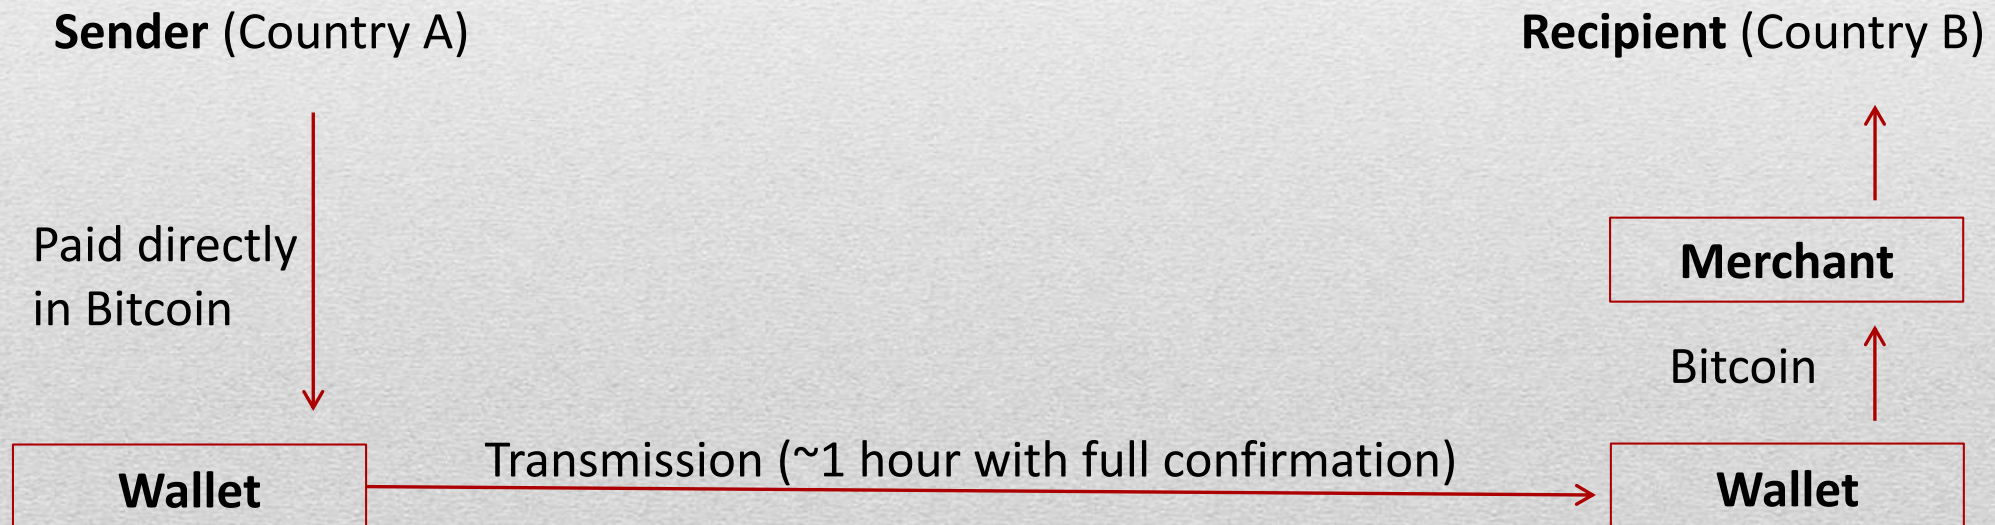 Sender (Country A)
Recipient (Country B)
Paid directly
in Bitcoin
Merchant
Bitcoin
Transmission (~1 hour with full confirmation)
Wallet
Wallet